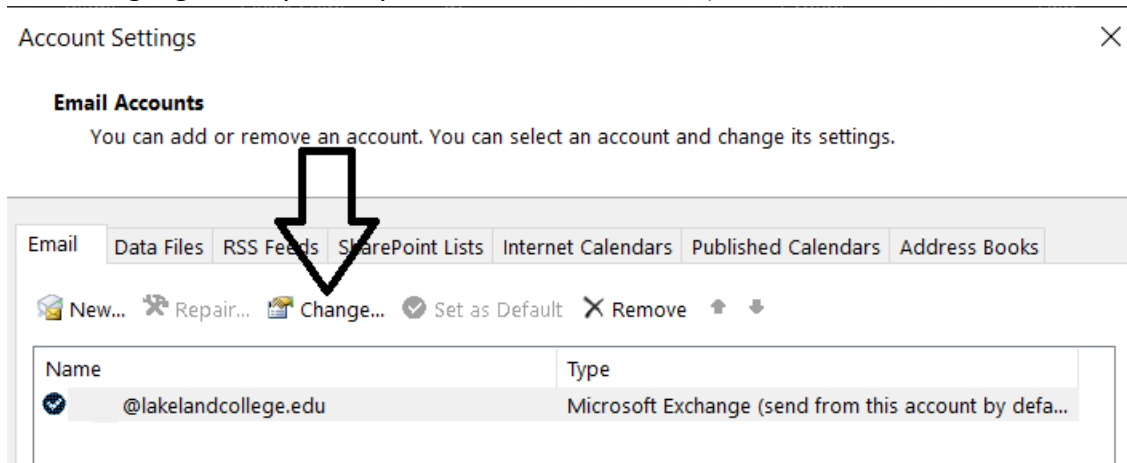 Account Settings
Email Accounts
You can add or remove an account. You can select an account and change its settings.
Email Data Files RSS Feeds SharePoint Lists Internet Calendars Published Calendars Address Books
New... Repair... Change... Set as Default Remove
Name Type
@lakelandcollege.edu Microsoft Exchange (send from this account by defa...